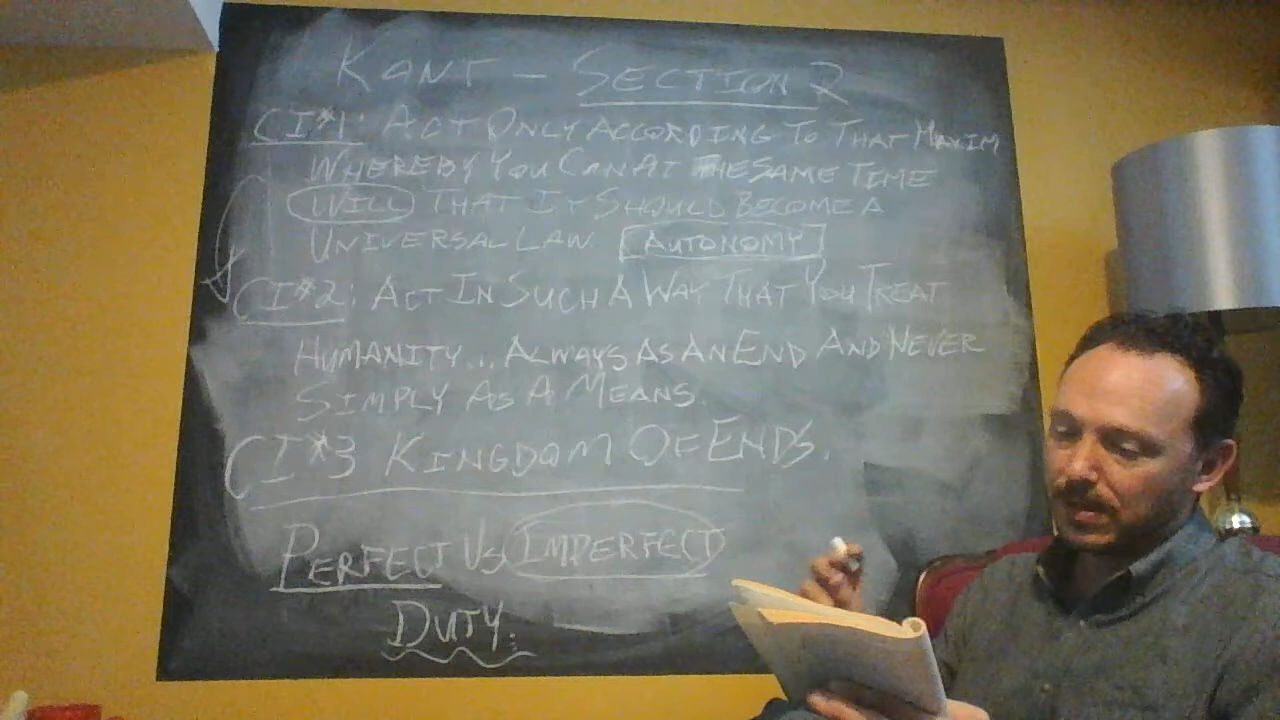 KANT - SECTION 2
CI#1: ACT ONLY ACCORDING TO THAT MAXIM
WHEREBY YOU CAN AT THE SAME TIME
WILL THAT IT SHOULD BECOME A
UNIVERSAL LAW. AUTONOMY
CI#2: ACT IN SUCH A WAY THAT YOU TREAT
HUMANITY... ALWAYS AS AN END AND NEVER
SIMPLY AS A MEANS.
CI#3 KINGDOM OF ENDS.
PERFECT VS IMPERFECT
DUTY.